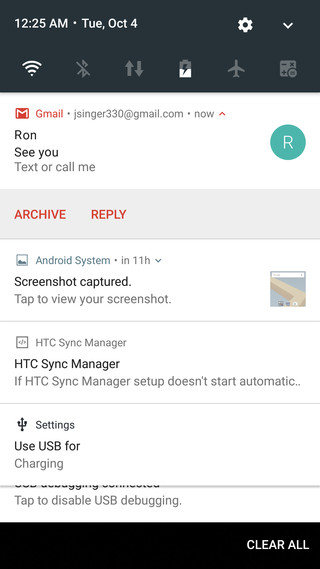 12:25 AM • Tue, Oct 4
Gmail • jsinger330@gmail.com • now
Ron
See you
Text or call me
R
ARCHIVE REPLY
Android System • in 11h
Screenshot captured.
Tap to view your screenshot.
HTC Sync Manager
HTC Sync Manager
If HTC Sync Manager setup doesn't start automatic..
Settings
Use USB for
Charging
USB debugging connected
Tap to disable USB debugging.
CLEAR ALL